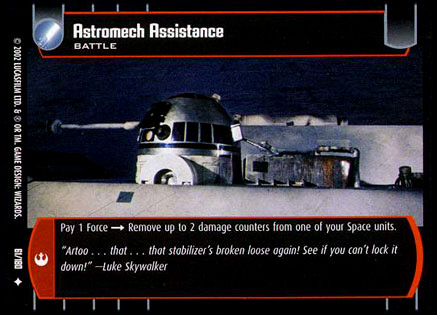 Astromech Assistance
BATTLE
Pay 1 Force → Remove up to 2 damage counters from one of your Space units.
"Artoo . . . that . . . that stabilizer's broken loose again! See if you can't lock it
down!" —Luke Skywalker
© 2002 LUCASFILM LTD. & ® OR TM. GAME DESIGN: WIZARDS.
61/180